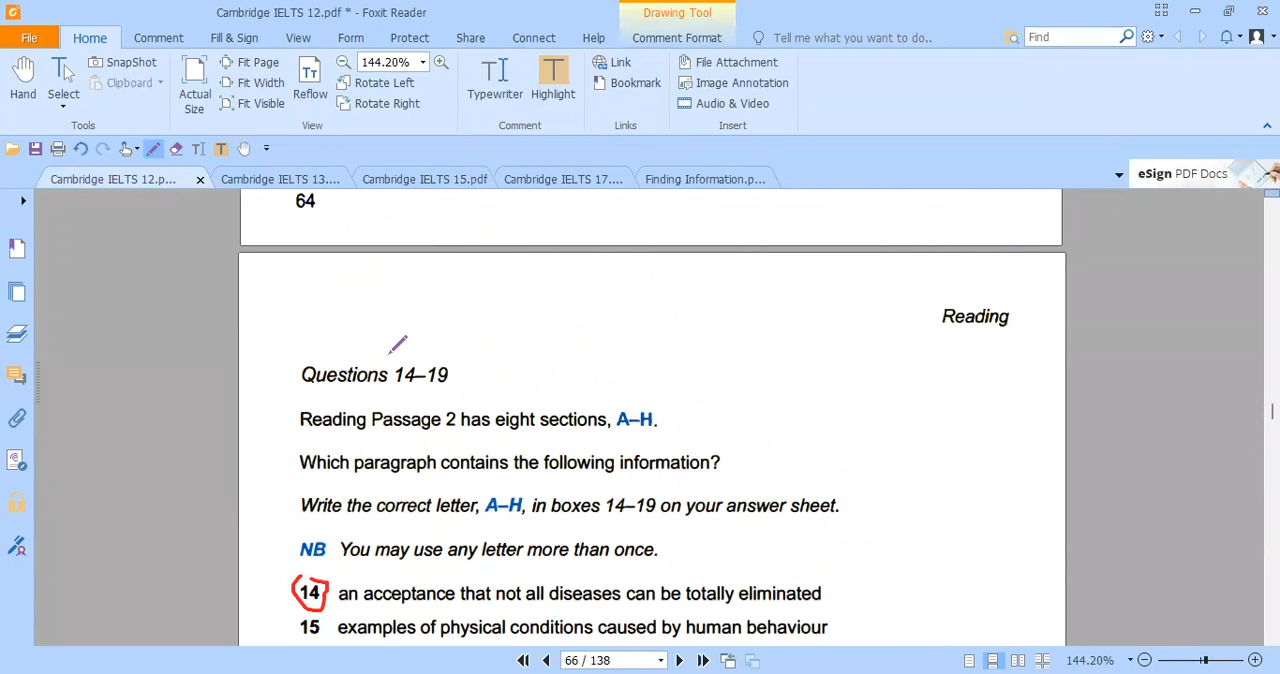 Cambridge IELTS 12.pdf * - Foxit Reader
Drawing Tool
File Home Comment Fill & Sign View Form Protect Share Connect Help Comment Format Tell me what you want to do.. Find
Hand
Select
SnapShot
Clipboard
Tools
Actual
Size
Fit Page
Fit Width
Fit Visible
Reflow
144.20%
Rotate Left
Rotate Right
View
Typewriter
Highlight
Comment
Link
Bookmark
Links
File Attachment
Image Annotation
Audio & Video
Insert
Cambridge IELTS 12.p... Cambridge IELTS 13.... Cambridge IELTS 15.pdf Cambridge IELTS 17.... Finding Information.p... eSign PDF Docs
64
Reading
Questions 14–19
Reading Passage 2 has eight sections, A–H.
Which paragraph contains the following information?
Write the correct letter, A–H, in boxes 14–19 on your answer sheet.
NB You may use any letter more than once.
14 an acceptance that not all diseases can be totally eliminated
15 examples of physical conditions caused by human behaviour
66 / 138
144.20%